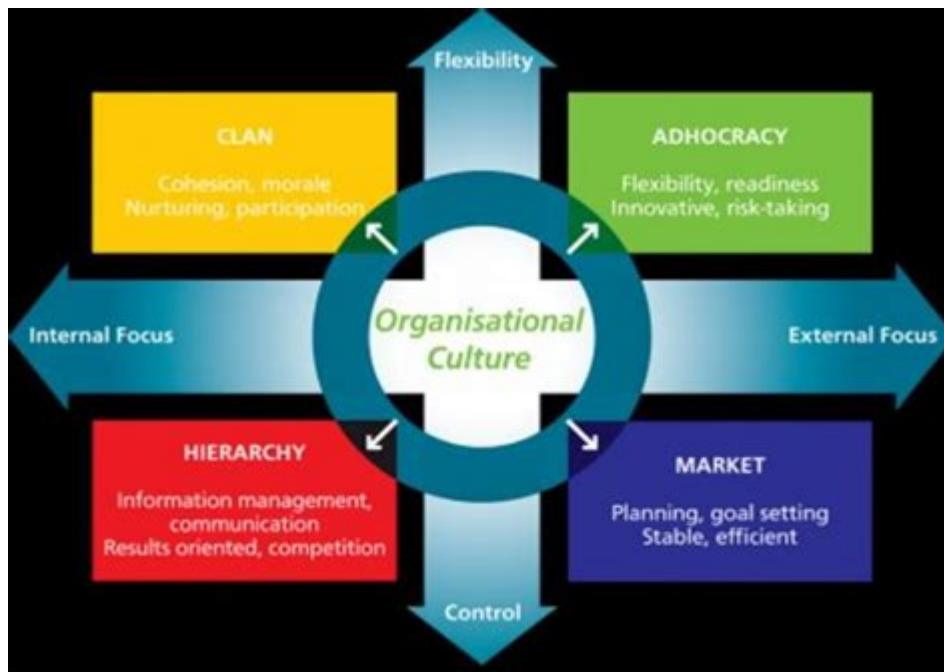 Flexibility
CLAN
Cohesion, morale
Nurturing, participation
ADHOCRACY
Flexibility, readiness
Innovative, risk-taking
Internal Focus
Organisational
Culture
External Focus
HIERARCHY
Information management,
communication
Results oriented, competition
MARKET
Planning, goal setting
Stable, efficient
Control